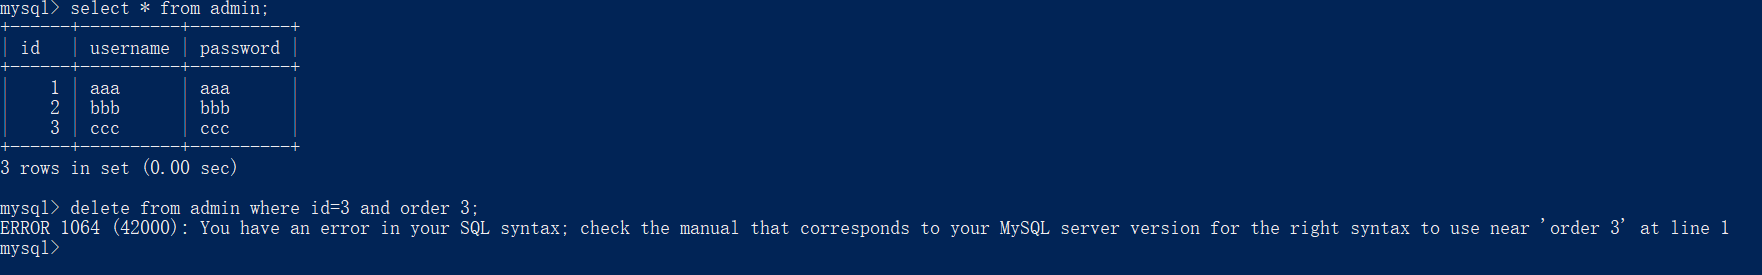 mysql> select * from admin;
+------+----------+----------+
| id   | username | password |
+------+----------+----------+
|    1 | aaa      | aaa      |
|    2 | bbb      | bbb      |
|    3 | ccc      | ccc      |
+------+----------+----------+
3 rows in set (0.00 sec)

mysql> delete from admin where id=3 and order 3;
ERROR 1064 (42000): You have an error in your SQL syntax; check the manual that corresponds to your MySQL server version for the right syntax to use near 'order 3' at line 1
mysql>